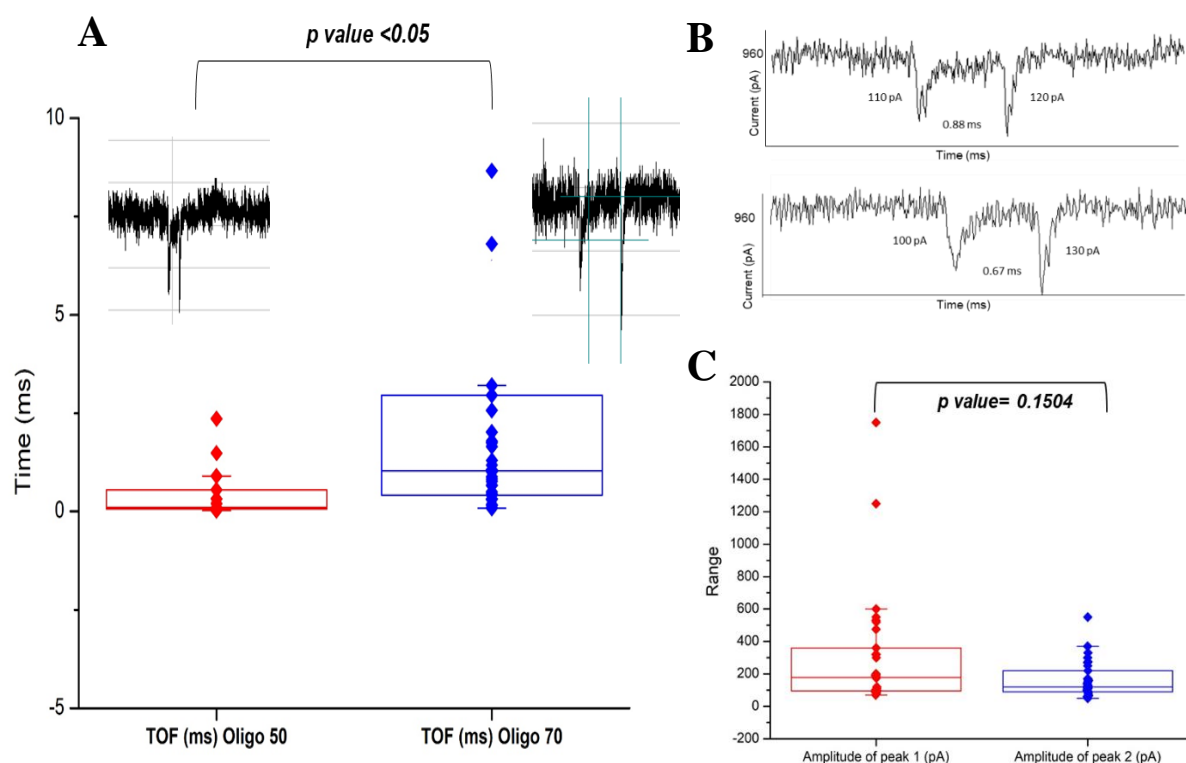 A
p value <0.05
10
5
0
-5
Time (ms)
TOF (ms) Oligo 50
TOF (ms) Oligo 70
B
960
Current (pA)
110 pA
120 pA
0.88 ms
Time (ms)
960
Current (pA)
100 pA
130 pA
0.67 ms
Time (ms)
C
p value= 0.1504
2000
1800
1600
1400
1200
1000
800
600
400
200
0
-200
Range
Amplitude of peak 1 (pA)
Amplitude of peak 2 (pA)